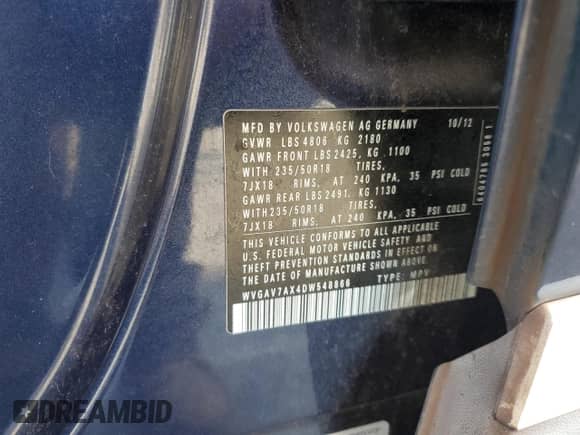 MFD BY VOLKSWAGEN AG GERMANY 10/12
GVWR LBS 4806 KG 2180
GAWR FRONT LBS 2425, KG 1100
WITH 235/50R18 TIRES,
7JX18 RIMS, AT 240 KPA, 35 PSI COLD
GAWR REAR LBS 2491, KG 1130
WITH 235/50R18 TIRES,
7JX18 RIMS, AT 240 KPA, 35 PSI COLD
THIS VEHICLE CONFORMS TO ALL APPLICABLE
U.S. FEDERAL MOTOR VEHICLE SAFETY AND
THEFT PREVENTION STANDARDS IN EFFECT ON
THE DATE OF MANUFACTURE SHOWN ABOVE.
WVGAV7AX4DW548866 TYPE: MPV
DREAMBID